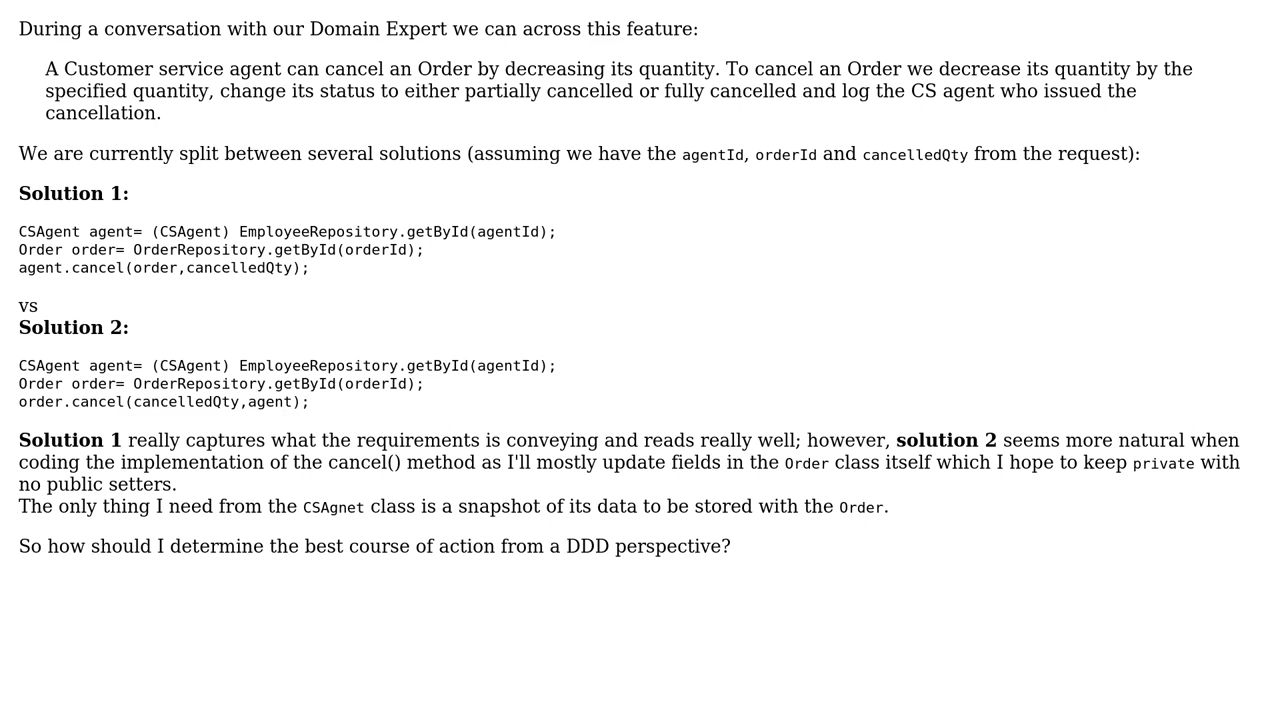 During a conversation with our Domain Expert we can across this feature:
A Customer service agent can cancel an Order by decreasing its quantity. To cancel an Order we decrease its quantity by the
specified quantity, change its status to either partially cancelled or fully cancelled and log the CS agent who issued the
cancellation.
We are currently split between several solutions (assuming we have the agentId, orderId and cancelledQty from the request):
Solution 1:
CSAgent agent= (CSAgent) EmployeeRepository.getById(agentId);
Order order= OrderRepository.getById(orderId);
agent.cancel(order,cancelledQty);
vs
Solution 2:
CSAgent agent= (CSAgent) EmployeeRepository.getById(agentId);
Order order= OrderRepository.getById(orderId);
order.cancel(cancelledQty,agent);
Solution 1 really captures what the requirements is conveying and reads really well; however, solution 2 seems more natural when
coding the implementation of the cancel() method as I'll mostly update fields in the Order class itself which I hope to keep private with
no public setters.
The only thing I need from the CSAgnet class is a snapshot of its data to be stored with the Order.
So how should I determine the best course of action from a DDD perspective?